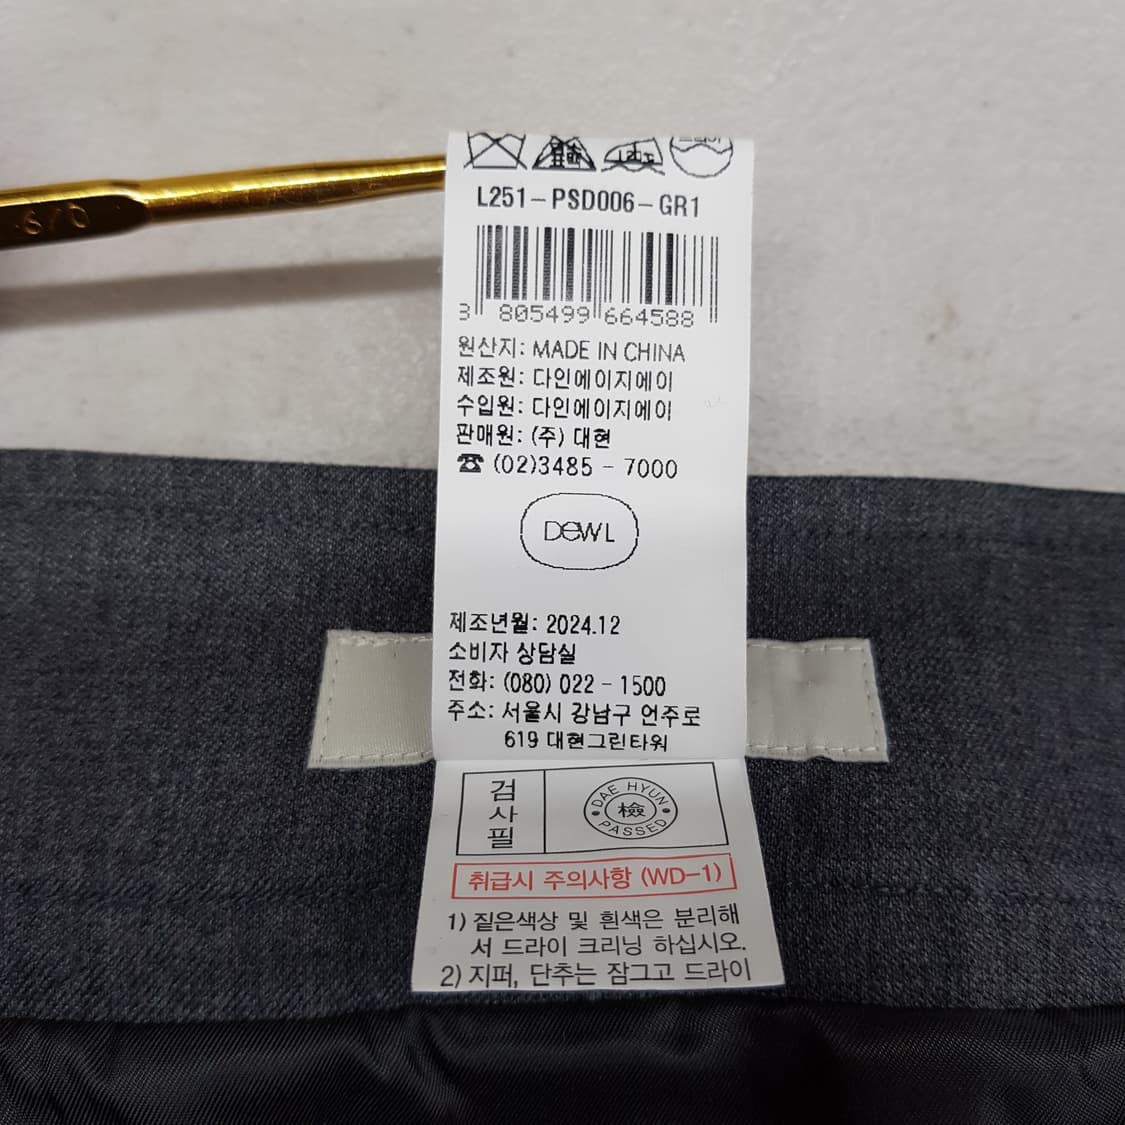 6/0
L251-PSD006-GR1
3 805499 664588
원산지: MADE IN CHINA
제조원: 다인에이지에이
수입원: 다인에이지에이
판매원: (주) 대현
☎ (02)3485 - 7000
DEWL
제조년월: 2024.12
소비자 상담실
전화: (080) 022 - 1500
주소: 서울시 강남구 언주로
619 대현그린타워
검사필
DAE HYUN
檢
PASSED
취급시 주의사항 (WD-1)
1) 짙은색상 및 흰색은 분리해
서 드라이 크리닝 하십시오.
2) 지퍼, 단추는 잠그고 드라이